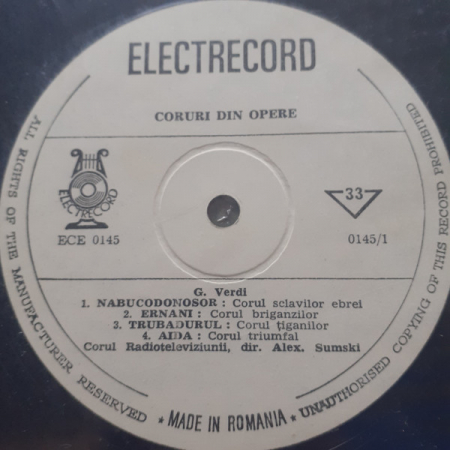 ELECTRECORD
CORURI DIN OPERE
ELECTRECORD
33
ECE 0145
0145/1
G. Verdi
1. NABUCODONOSOR : Corul sclavilor ebrei
2. ERNANI : Corul briganzilor
3. TRUBADURUL : Corul țiganilor
4. AIDA : Corul triumfal
Corul Radioteleviziunii, dir. Alex. Sumski
ALL RIGHTS OF THE MANUFACTURER RESERVED * MADE IN ROMANIA * UNAUTHORISED COPYING OF THIS RECORD PROHIBITED